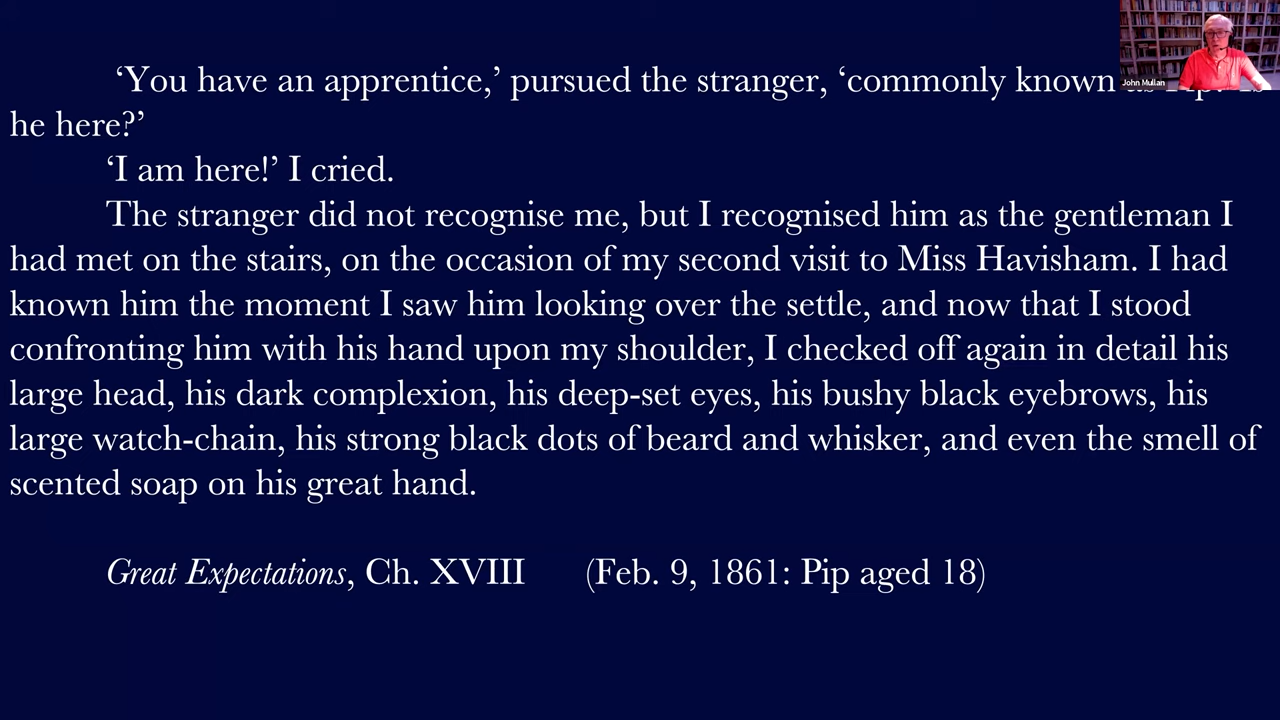 ‘You have an apprentice,’ pursued the stranger, ‘commonly known
John Mullan
he here?’
‘I am here!’ I cried.
The stranger did not recognise me, but I recognised him as the gentleman I
had met on the stairs, on the occasion of my second visit to Miss Havisham. I had
known him the moment I saw him looking over the settle, and now that I stood
confronting him with his hand upon my shoulder, I checked off again in detail his
large head, his dark complexion, his deep-set eyes, his bushy black eyebrows, his
large watch-chain, his strong black dots of beard and whisker, and even the smell of
scented soap on his great hand.
Great Expectations, Ch. XVIII (Feb. 9, 1861: Pip aged 18)